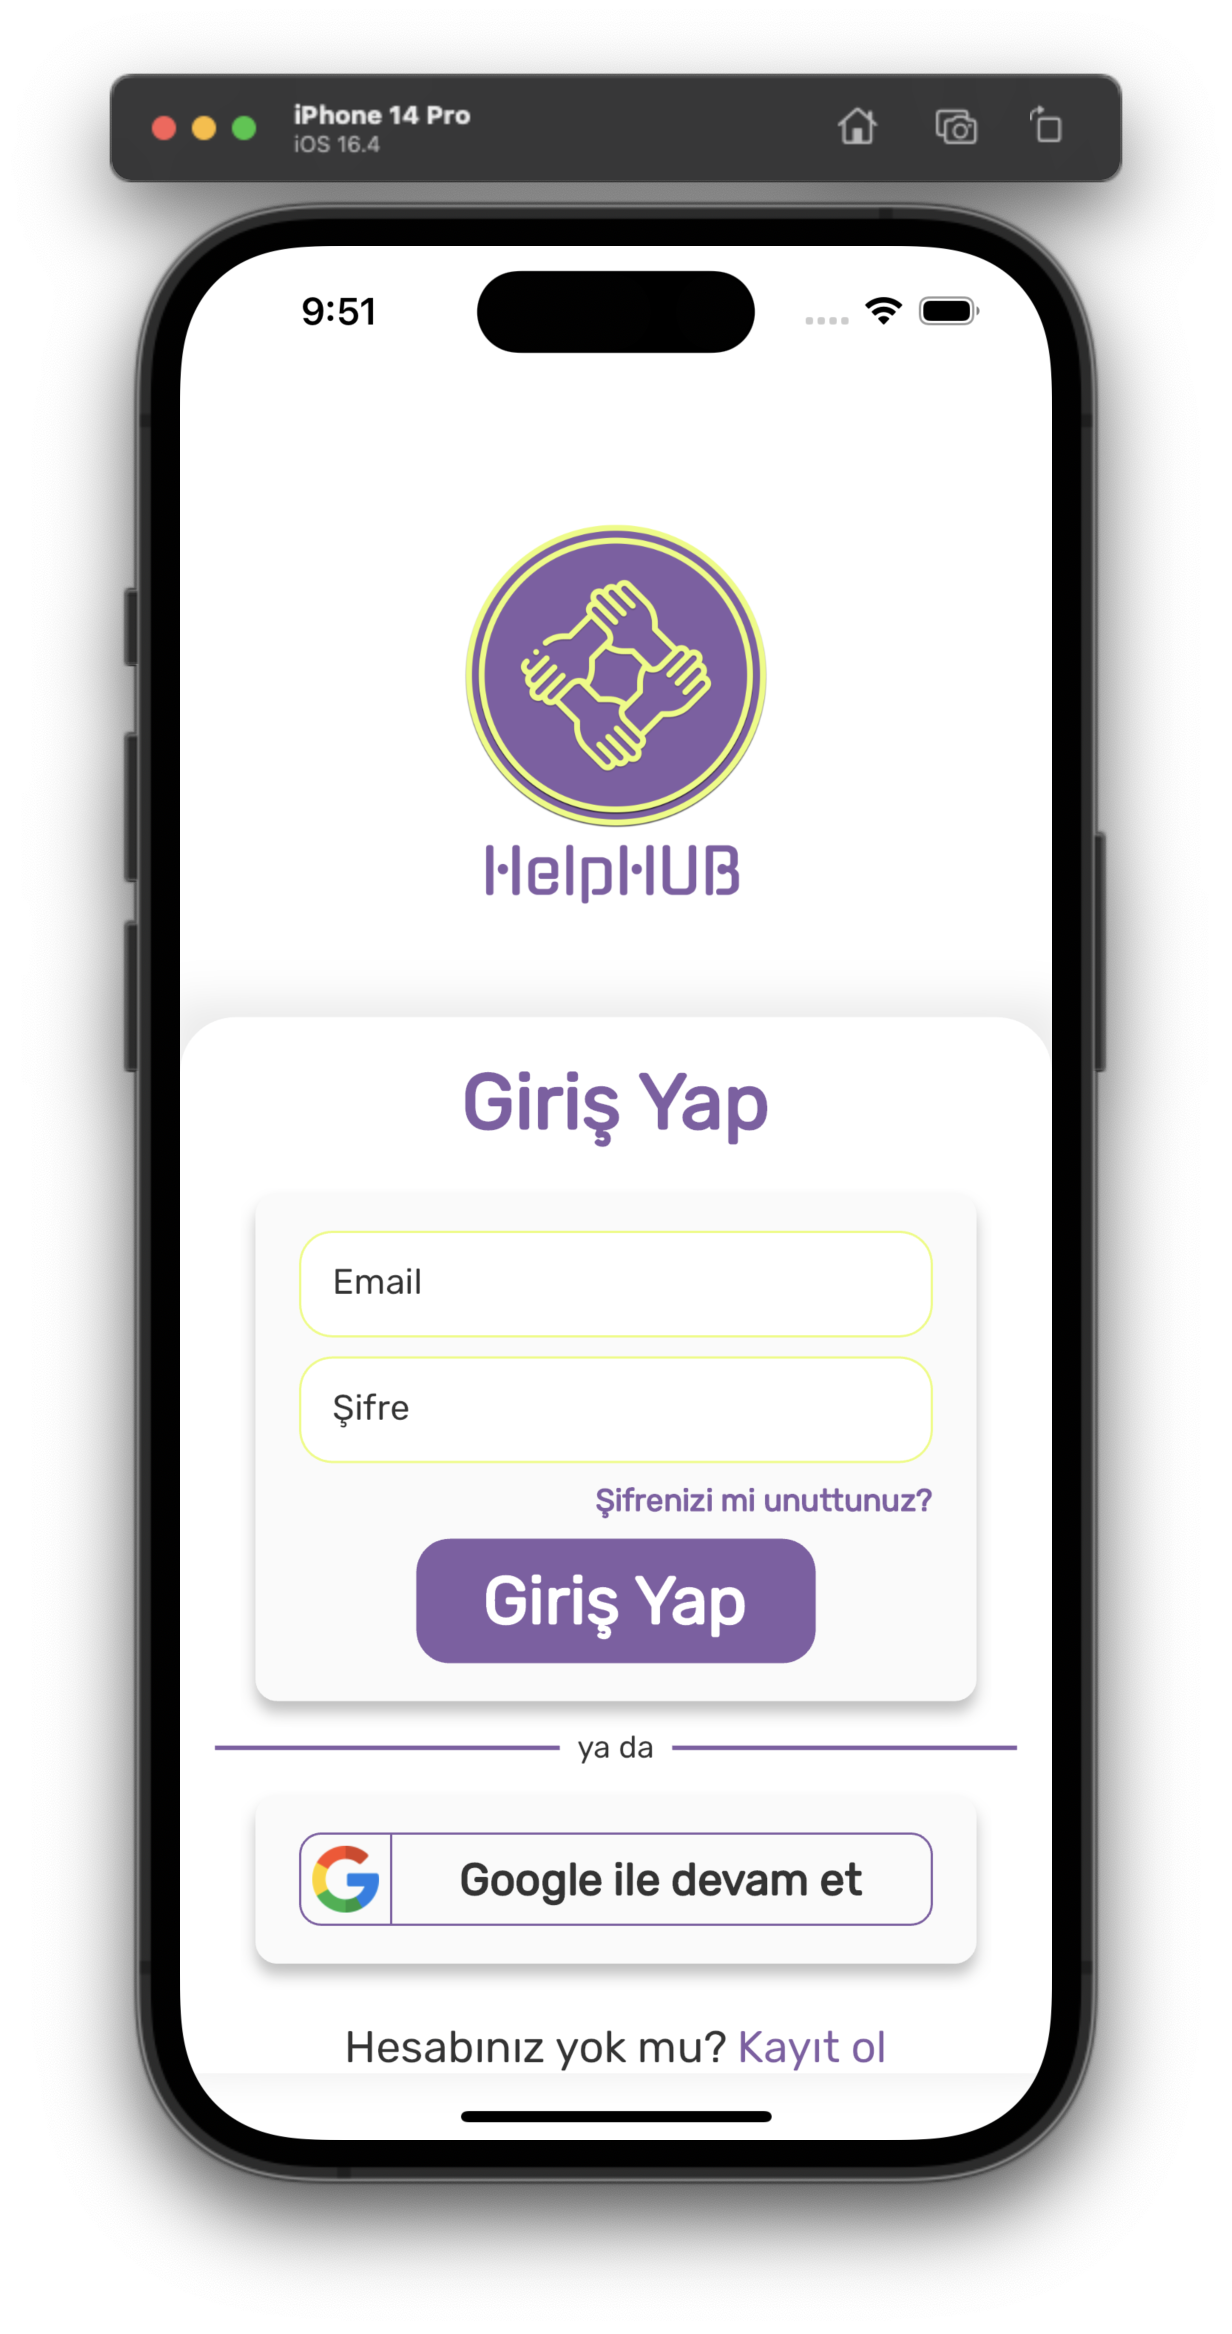 iPhone 14 Pro
iOS 16.4
9:51
HelpHUB
Giriş Yap
Email
Şifre
Şifrenizi mi unuttunuz?
Giriş Yap
ya da
Google ile devam et
Hesabınız yok mu? Kayıt ol